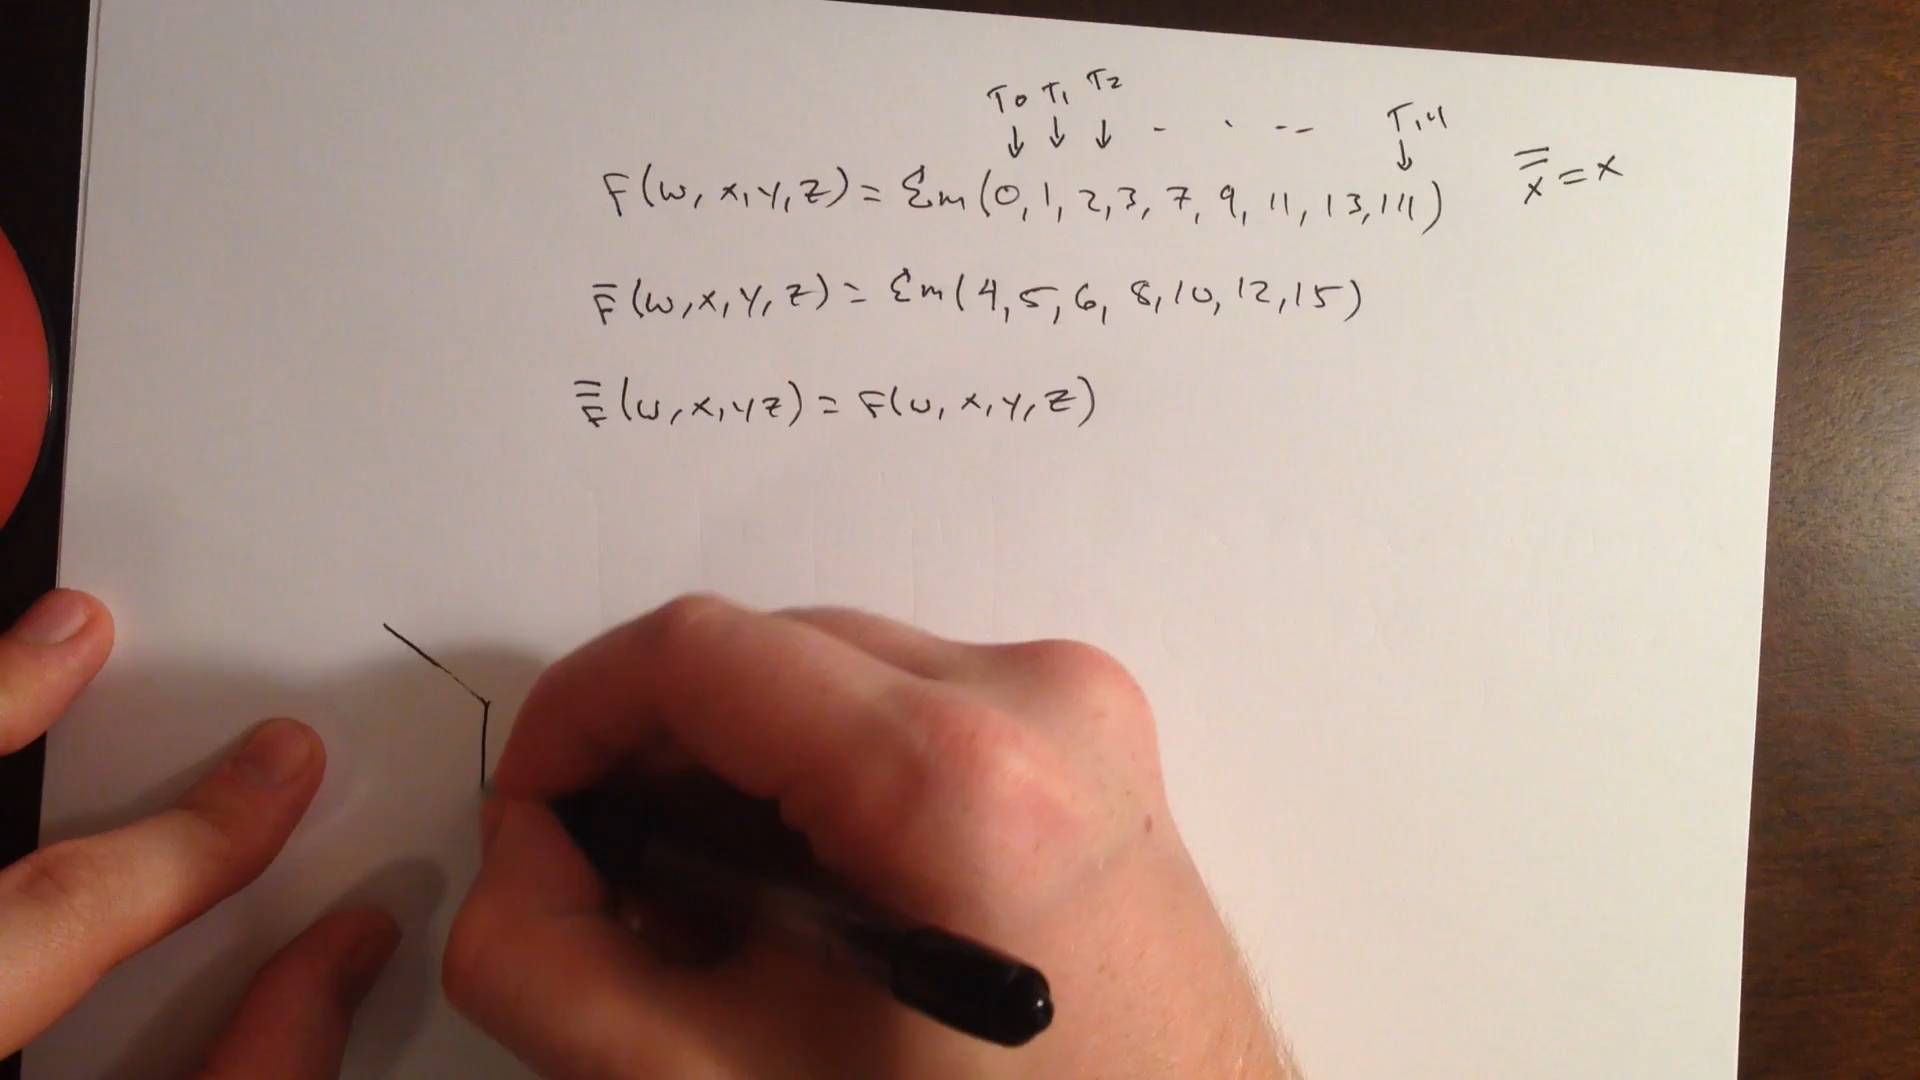 T0 T1 T2 T14
↓ ↓ ↓ - . -- ↓
F(w, x, y, z) = Σm(0, 1, 2, 3, 7, 9, 11, 13, 14) x̿ = x
F̅(w, x, y, z) = Σm(4, 5, 6, 8, 10, 12, 15)
F̿(w, x, y z) = F(w, x, y, z)